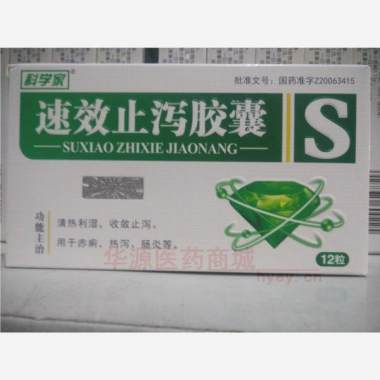 科学家
批准文号：国药准字Z20063415
速效止泻胶囊
SUXIAO ZHIXIE JIAONANG
S
功能主治
清热利湿、收敛止泻。
用于赤痢、热泻、肠炎等。
华源医药商城
hyey.cn
12粒